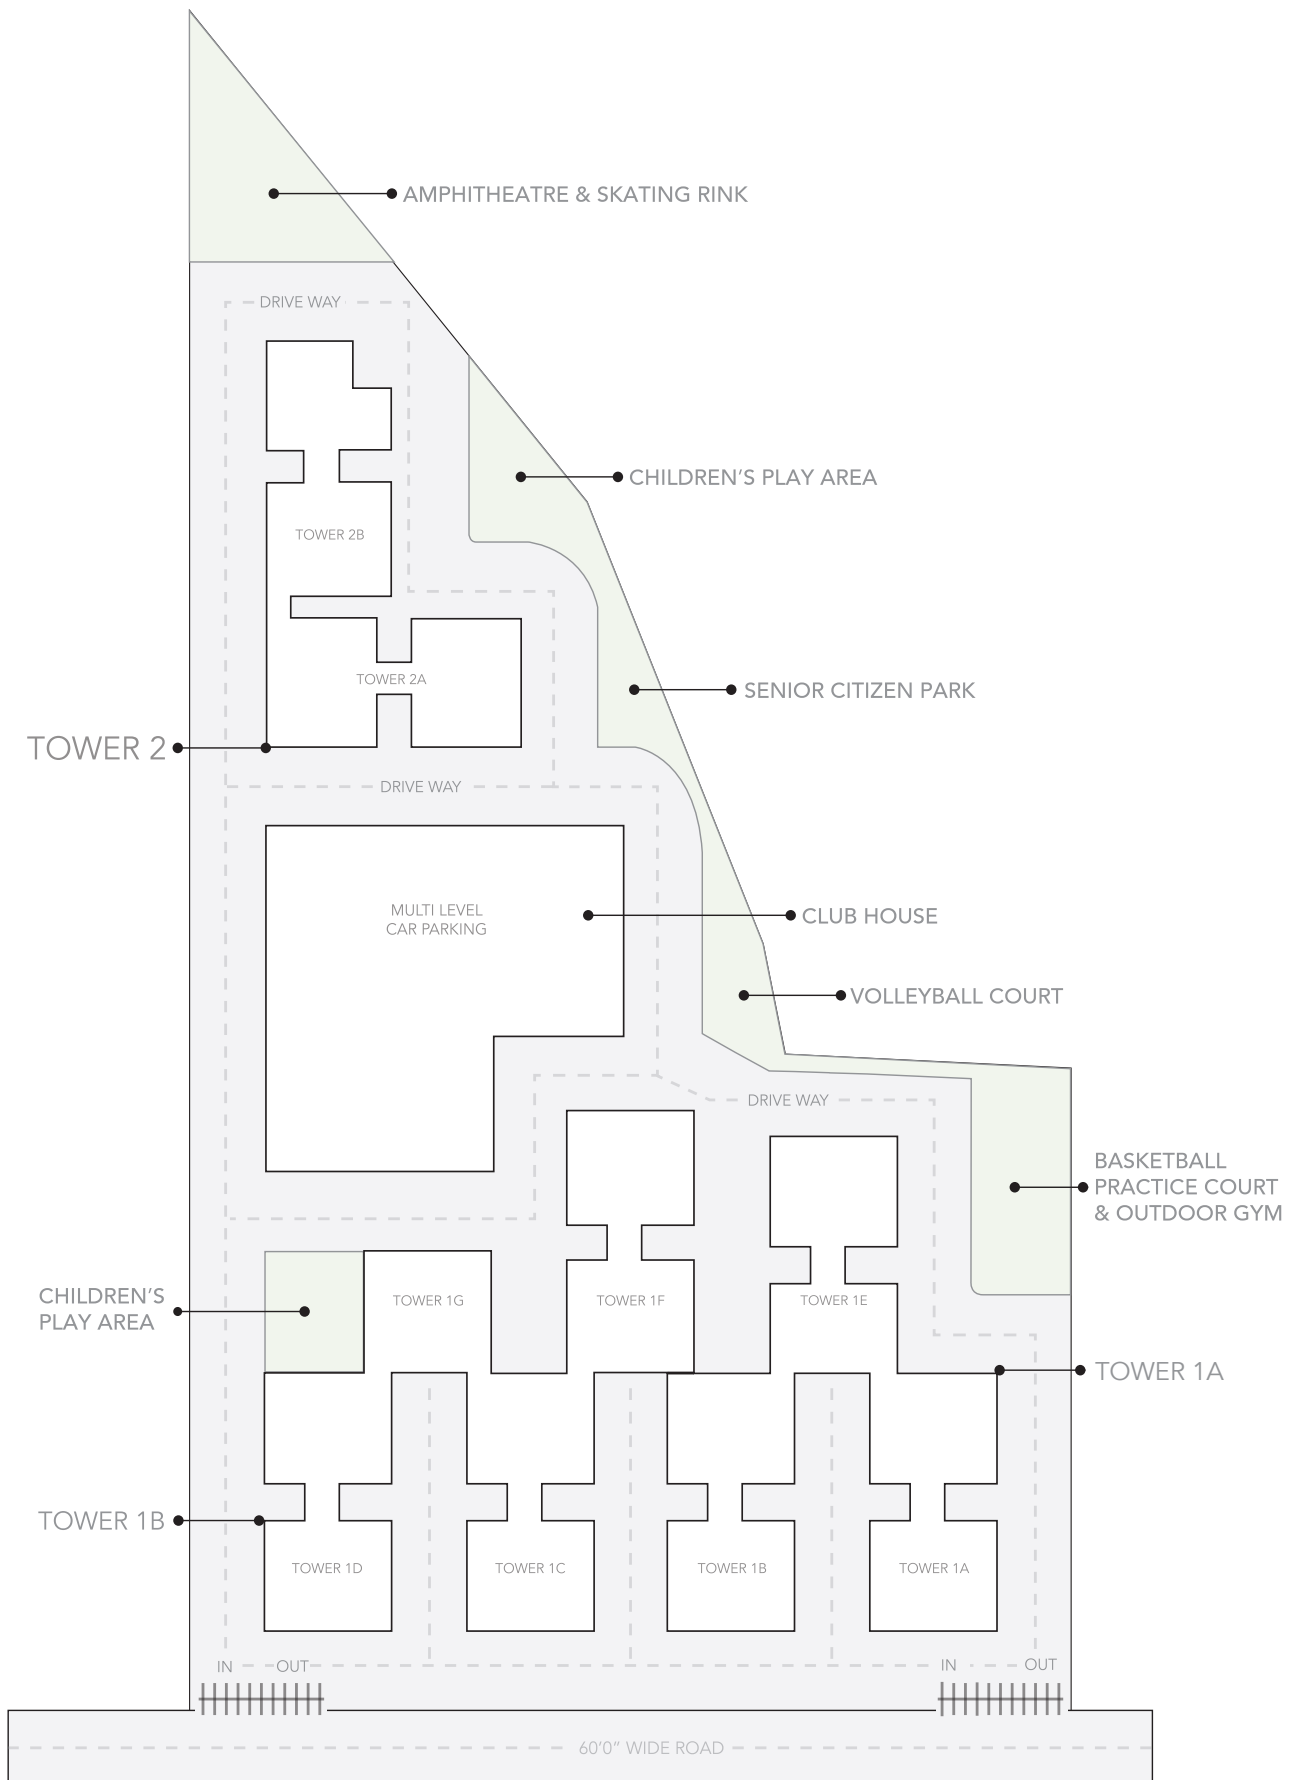 AMPHITHEATRE & SKATING RINK
DRIVE WAY
CHILDREN’S PLAY AREA
TOWER 2B
TOWER 2A
SENIOR CITIZEN PARK
TOWER 2
DRIVE WAY
MULTI LEVEL
CAR PARKING
CLUB HOUSE
VOLLEYBALL COURT
DRIVE WAY
BASKETBALL
PRACTICE COURT
& OUTDOOR GYM
CHILDREN’S
PLAY AREA
TOWER 1G
TOWER 1F
TOWER 1E
TOWER 1A
TOWER 1B
TOWER 1D
TOWER 1C
TOWER 1B
TOWER 1A
IN
OUT
IN
OUT
60’0” WIDE ROAD